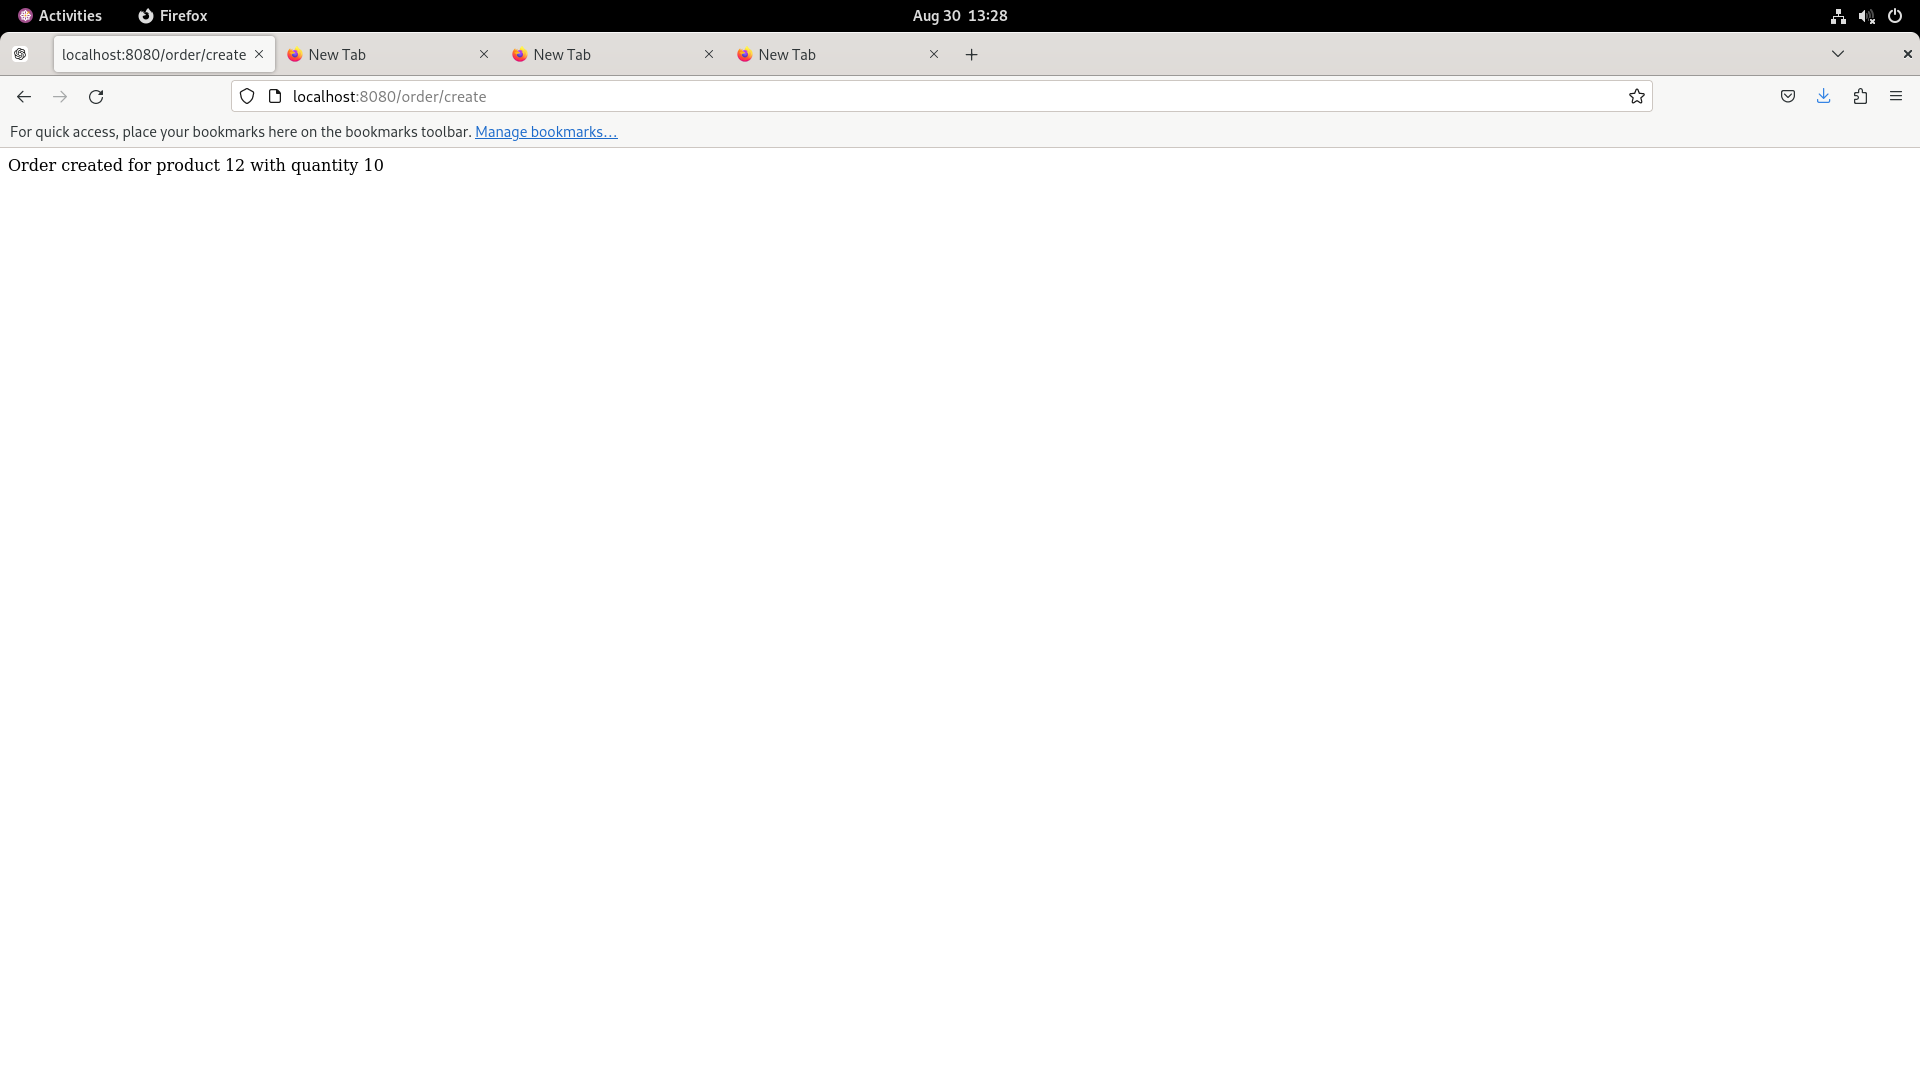 Activities Firefox Aug 30 13:28
localhost:8080/order/create New Tab New Tab New Tab
localhost:8080/order/create
For quick access, place your bookmarks here on the bookmarks toolbar. Manage bookmarks...
Order created for product 12 with quantity 10